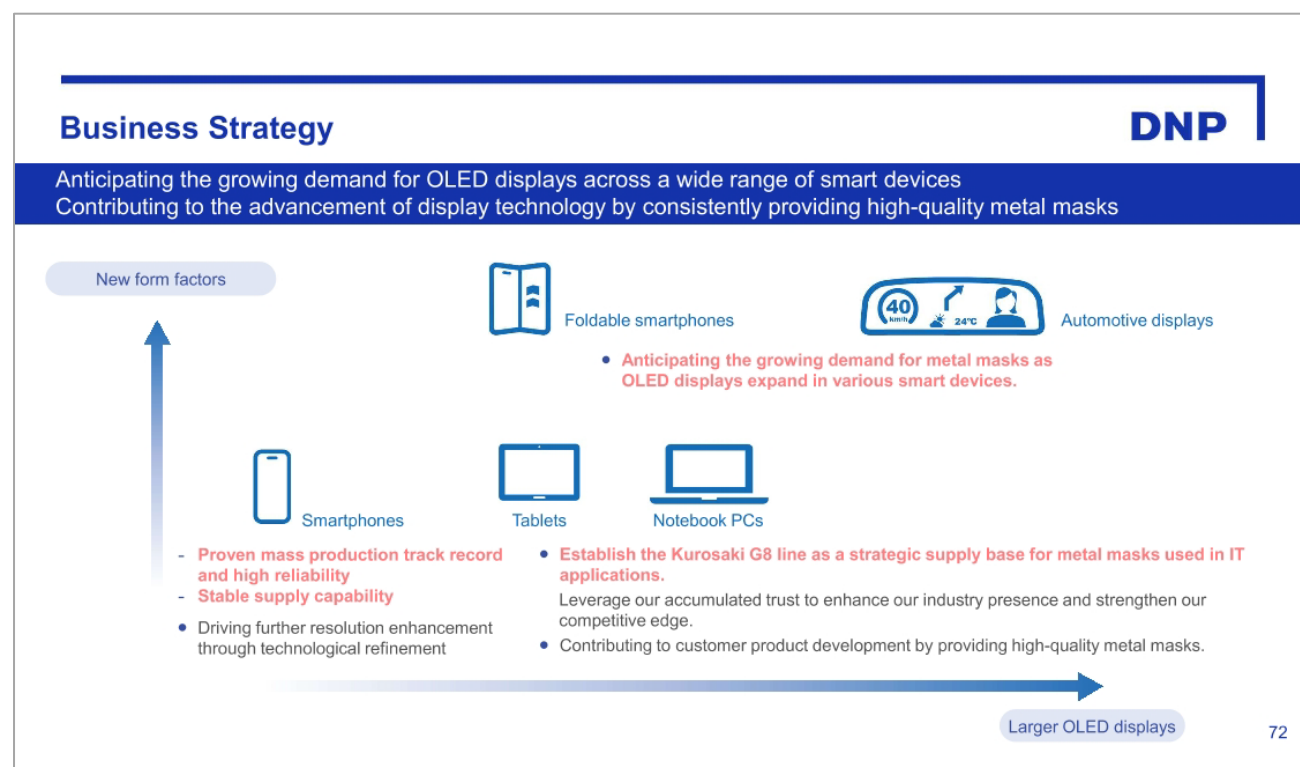 Business Strategy
DNP
Anticipating the growing demand for OLED displays across a wide range of smart devices
Contributing to the advancement of display technology by consistently providing high-quality metal masks
New form factors
Foldable smartphones
40
km/h
24℃
Automotive displays
• Anticipating the growing demand for metal masks as
OLED displays expand in various smart devices.
Smartphones
Tablets
Notebook PCs
- Proven mass production track record
and high reliability
- Stable supply capability
• Driving further resolution enhancement
through technological refinement
• Establish the Kurosaki G8 line as a strategic supply base for metal masks used in IT
applications.
Leverage our accumulated trust to enhance our industry presence and strengthen our
competitive edge.
• Contributing to customer product development by providing high-quality metal masks.
Larger OLED displays
72